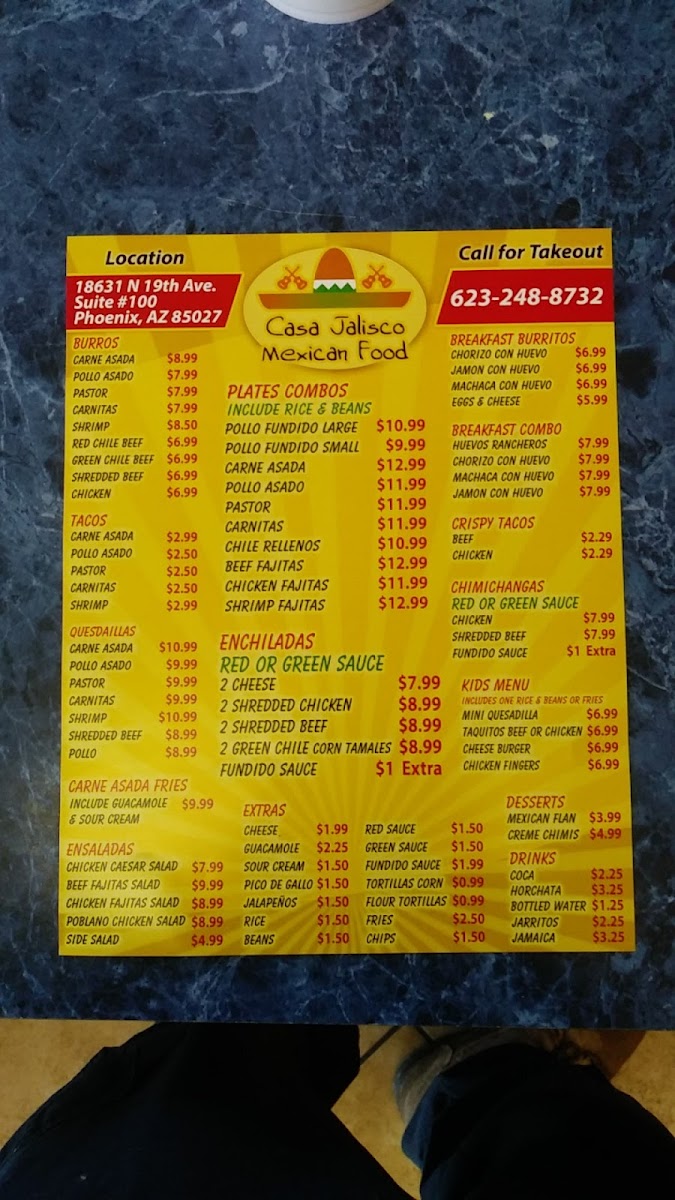 Location
18631 N 19th Ave.
Suite #100
Phoenix, AZ 85027
Casa Jalisco
Mexican Food
Call for Takeout
623-248-8732
BURROS
CARNE ASADA $8.99
POLLO ASADO $7.99
PASTOR $7.99
CARNITAS $7.99
SHRIMP $8.50
RED CHILE BEEF $6.99
GREEN CHILE BEEF $6.99
SHREDDED BEEF $6.99
CHICKEN $6.99
TACOS
CARNE ASADA $2.99
POLLO ASADO $2.50
PASTOR $2.50
CARNITAS $2.50
SHRIMP $2.99
QUESDAILLAS
CARNE ASADA $10.99
POLLO ASADO $9.99
PASTOR $9.99
CARNITAS $9.99
SHRIMP $10.99
SHREDDED BEEF $8.99
POLLO $8.99
CARNE ASADA FRIES
INCLUDE GUACAMOLE $9.99
& SOUR CREAM
ENSALADAS
CHICKEN CAESAR SALAD $7.99
BEEF FAJITAS SALAD $9.99
CHICKEN FAJITAS SALAD $8.99
POBLANO CHICKEN SALAD $8.99
SIDE SALAD $4.99
PLATES COMBOS
INCLUDE RICE & BEANS
POLLO FUNDIDO LARGE $10.99
POLLO FUNDIDO SMALL $9.99
CARNE ASADA $12.99
POLLO ASADO $11.99
PASTOR $11.99
CARNITAS $11.99
CHILE RELLENOS $10.99
BEEF FAJITAS $12.99
CHICKEN FAJITAS $11.99
SHRIMP FAJITAS $12.99
ENCHILADAS
RED OR GREEN SAUCE
2 CHEESE $7.99
2 SHREDDED CHICKEN $8.99
2 SHREDDED BEEF $8.99
2 GREEN CHILE CORN TAMALES $8.99
FUNDIDO SAUCE $1 Extra
EXTRAS
CHEESE $1.99
GUACAMOLE $2.25
SOUR CREAM $1.50
PICO DE GALLO $1.50
JALAPEÑOS $1.50
RICE $1.50
BEANS $1.50
RED SAUCE $1.50
GREEN SAUCE $1.50
FUNDIDO SAUCE $1.99
TORTILLAS CORN $0.99
FLOUR TORTILLAS $0.99
FRIES $2.50
CHIPS $1.50
BREAKFAST BURRITOS
CHORIZO CON HUEVO $6.99
JAMON CON HUEVO $6.99
MACHACA CON HUEVO $6.99
EGGS & CHEESE $5.99
BREAKFAST COMBO
HUEVOS RANCHEROS $7.99
CHORIZO CON HUEVO $7.99
MACHACA CON HUEVO $7.99
JAMON CON HUEVO $7.99
CRISPY TACOS
BEEF $2.29
CHICKEN $2.29
CHIMICHANGAS
RED OR GREEN SAUCE
CHICKEN $7.99
SHREDDED BEEF $7.99
FUNDIDO SAUCE $1 Extra
KIDS MENU
INCLUDES ONE RICE & BEANS OR FRIES
MINI QUESADILLA $6.99
TAQUITOS BEEF OR CHICKEN $6.99
CHEESE BURGER $6.99
CHICKEN FINGERS $6.99
DESSERTS
MEXICAN FLAN $3.99
CREME CHIMIS $4.99
DRINKS
COCA $2.25
HORCHATA $3.25
BOTTLED WATER $1.25
JARRITOS $2.25
JAMAICA $3.25